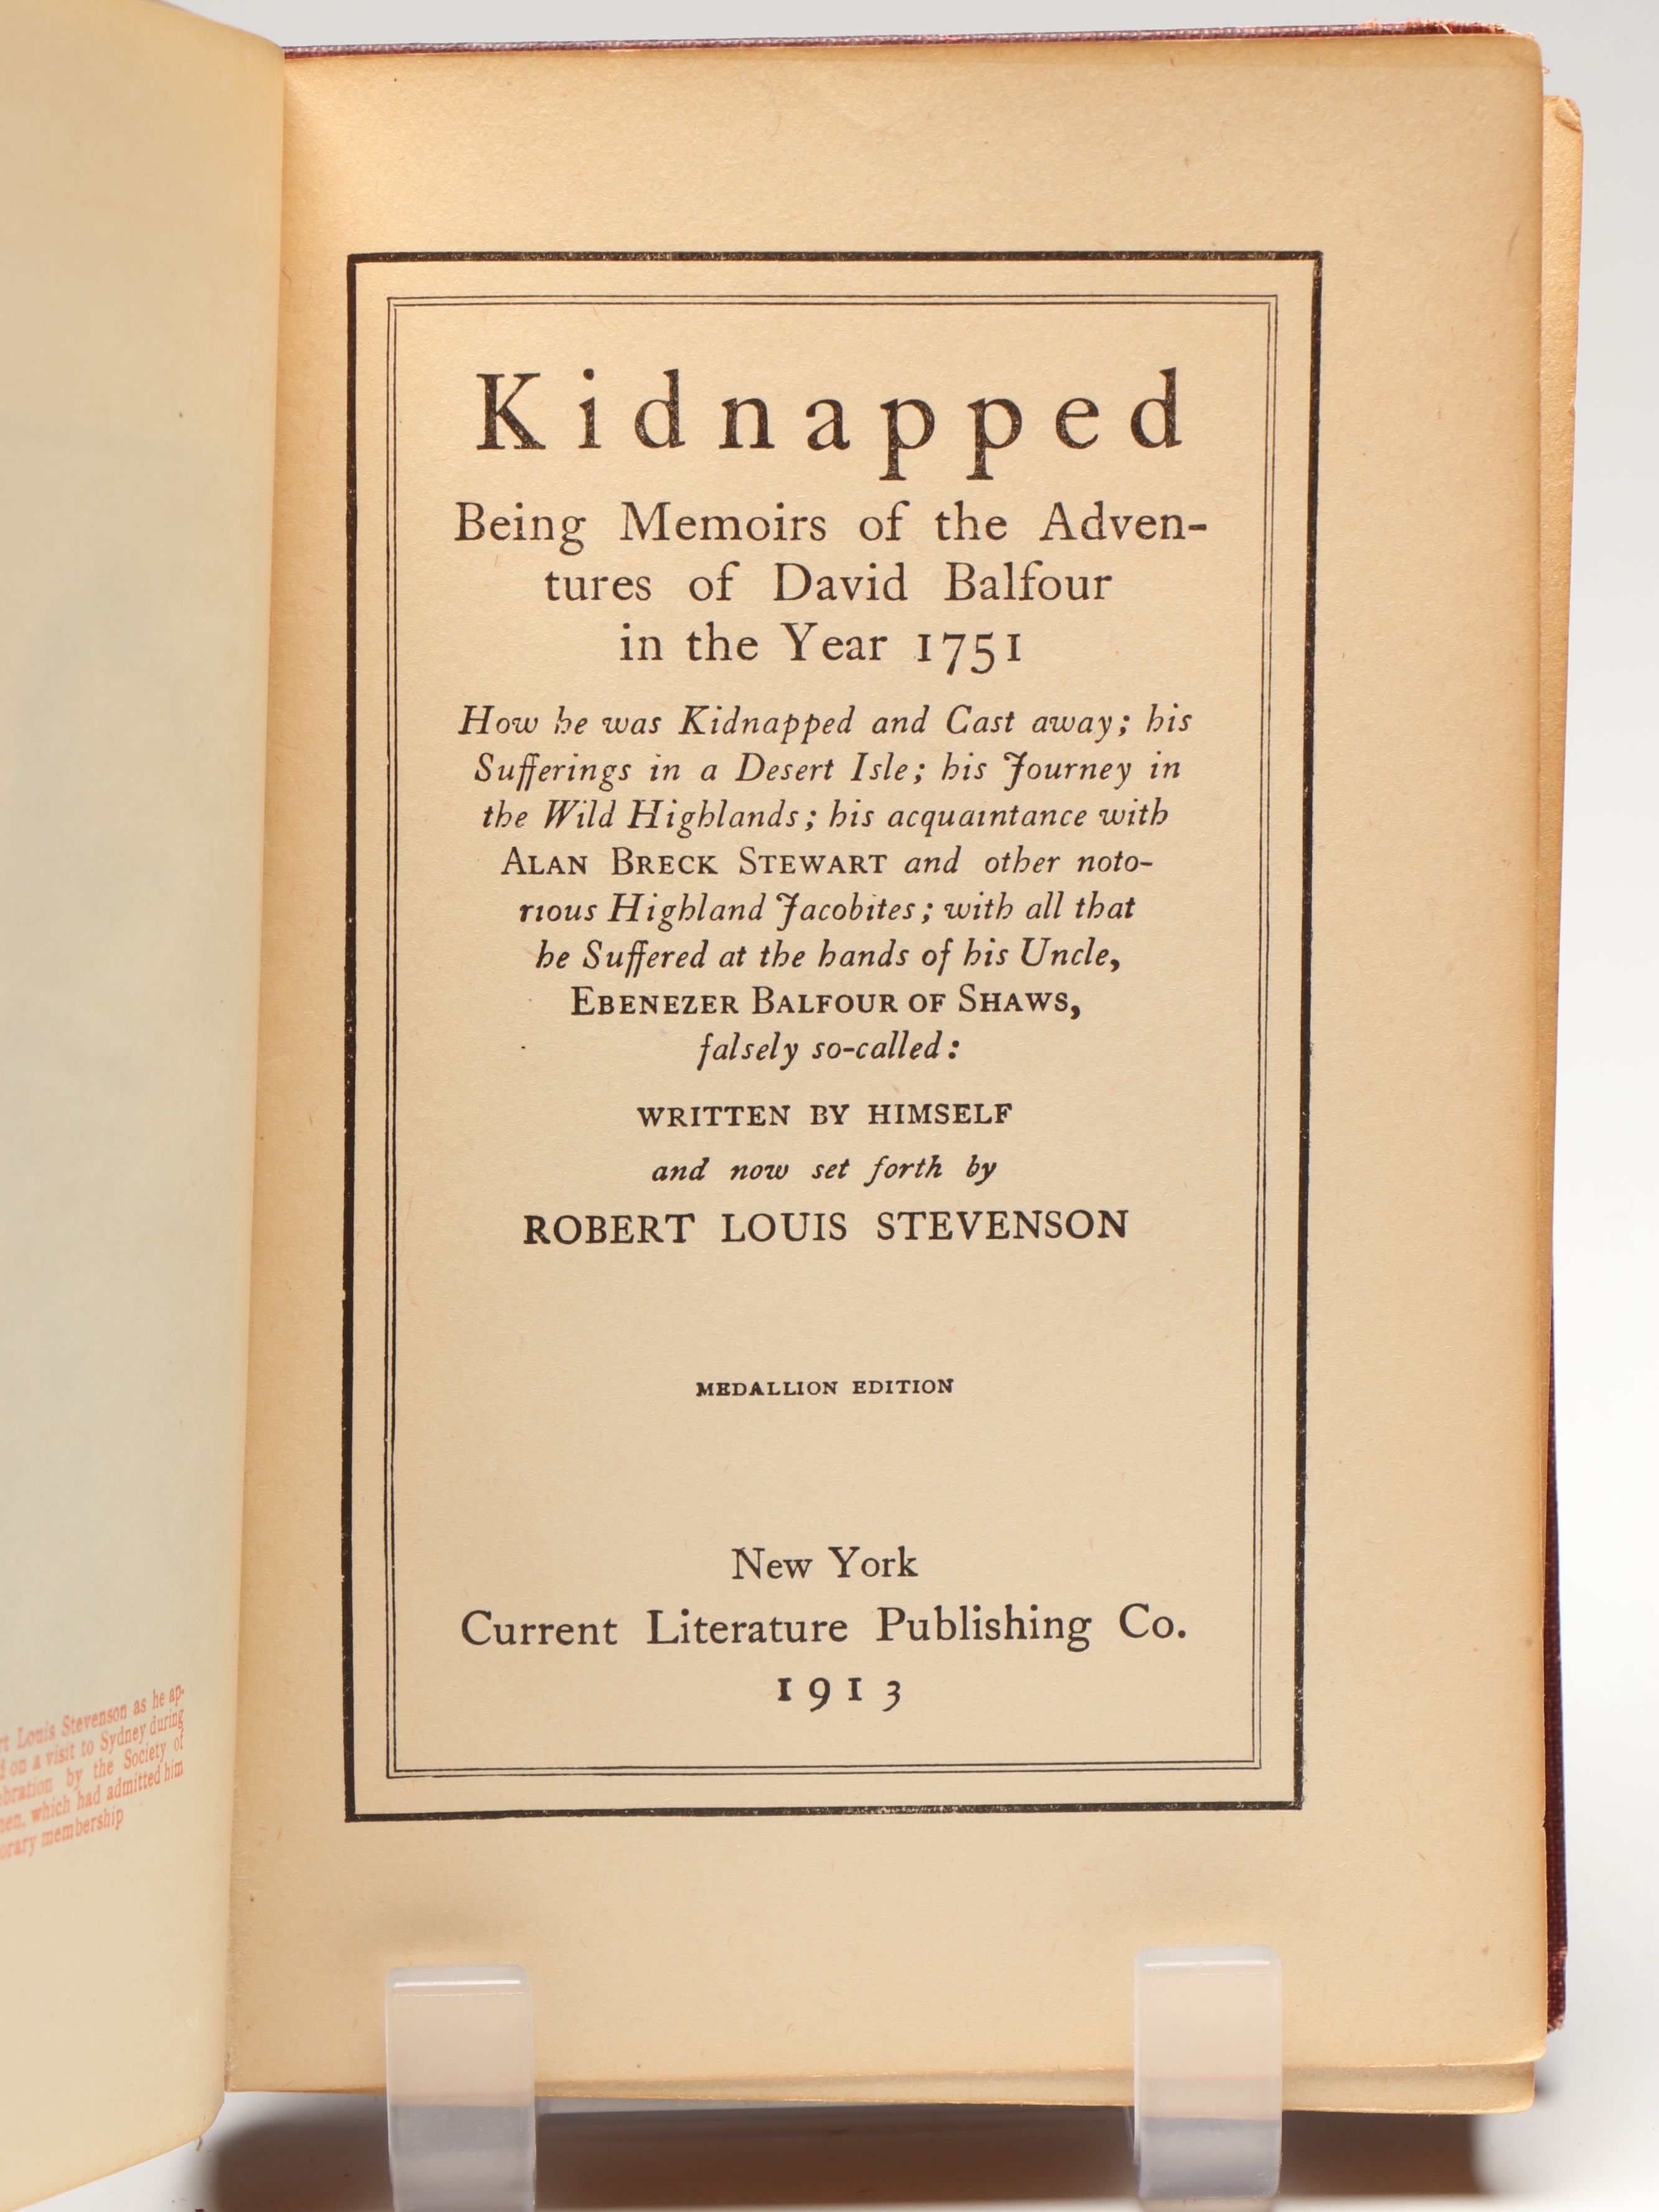 Kidnapped
Being Memoirs of the Adven-
tures of David Balfour
in the Year 1751
How he was Kidnapped and Cast away; his
Sufferings in a Desert Isle; his Journey in
the Wild Highlands; his acquaintance with
ALAN BRECK STEWART and other noto-
rious Highland Jacobites; with all that
he Suffered at the hands of his Uncle,
EBENEZER BALFOUR OF SHAWS,
falsely so-called:
WRITTEN BY HIMSELF
and now set forth by
ROBERT LOUIS STEVENSON
MEDALLION EDITION
New York
Current Literature Publishing Co.
1913
Louis Stevenson as he ap-
on a visit to Sydney during
by the Society of
which had admitted him
membership